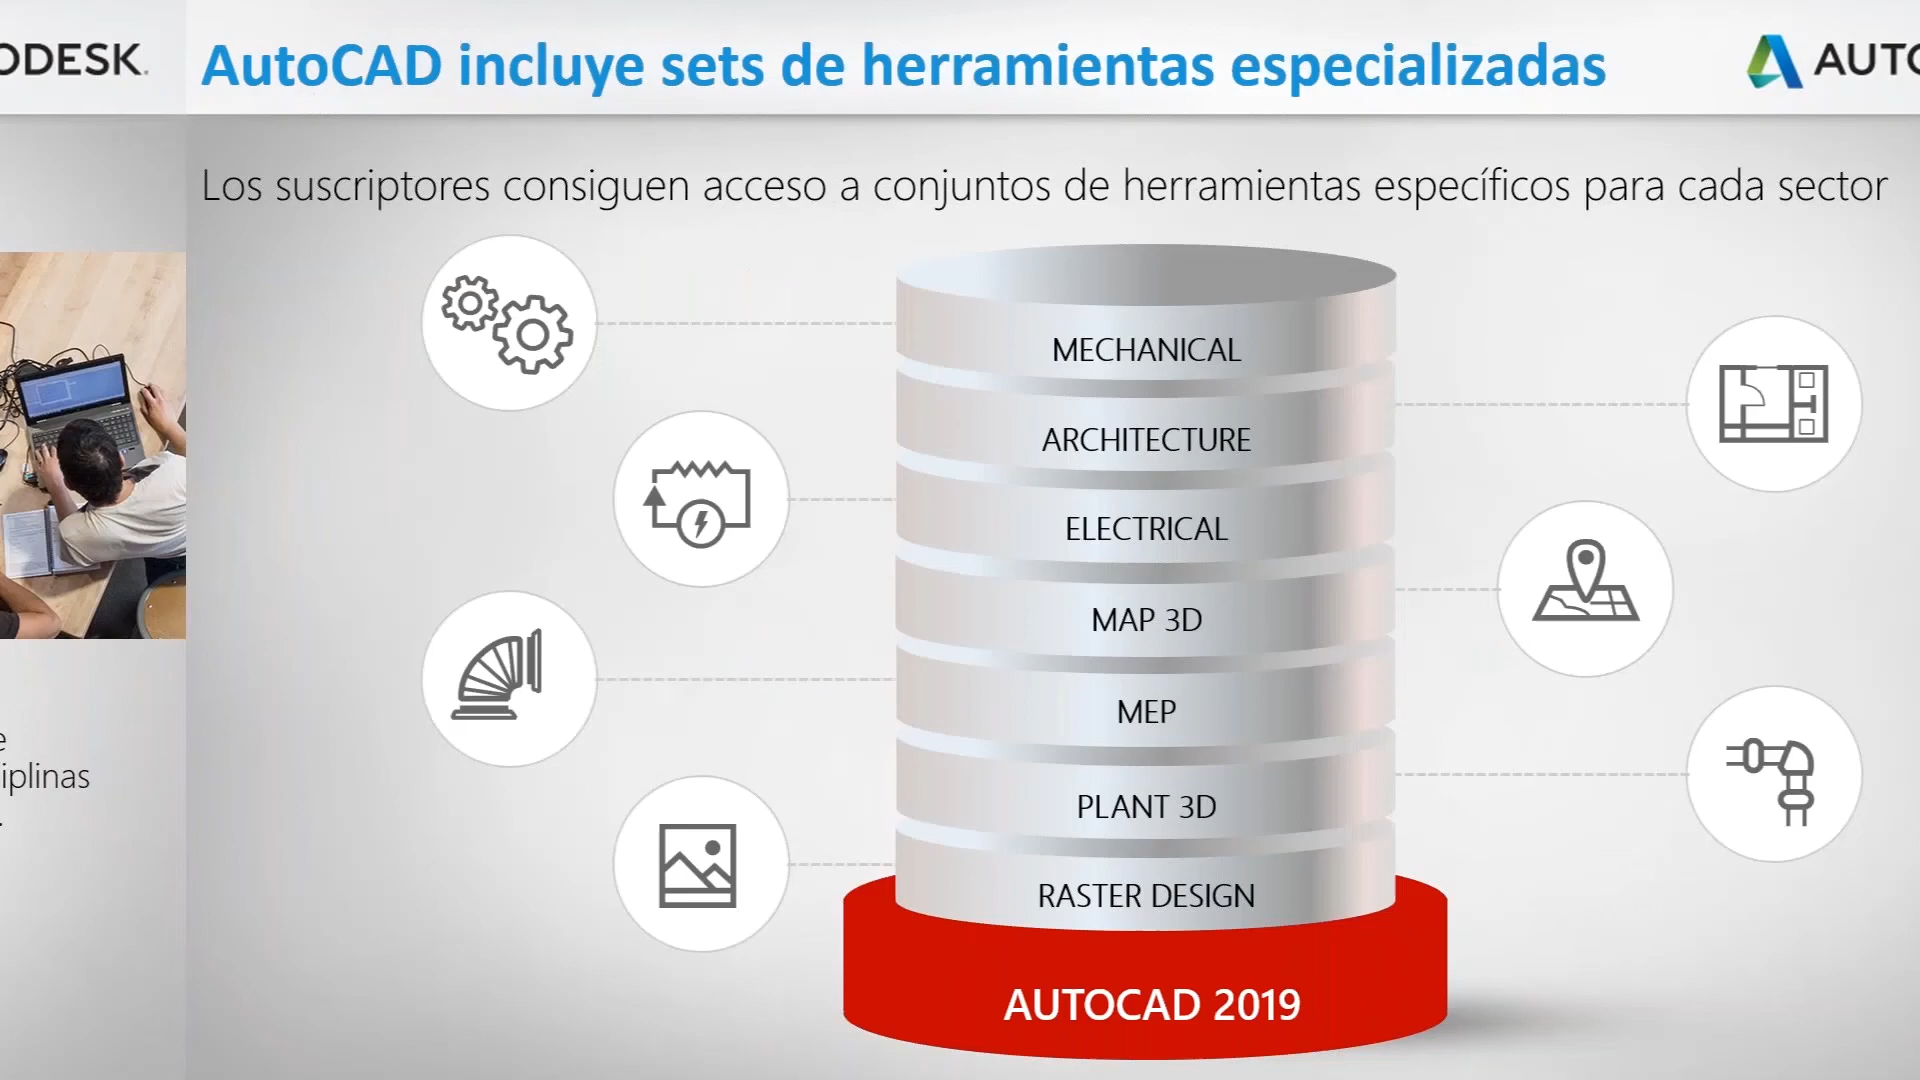 ODESK.
AutoCAD incluye sets de herramientas especializadas
AUTO
Los suscriptores consiguen acceso a conjuntos de herramientas específicos para cada sector
MECHANICAL
ARCHITECTURE
ELECTRICAL
MAP 3D
MEP
PLANT 3D
RASTER DESIGN
AUTOCAD 2019
e
iplinas
.